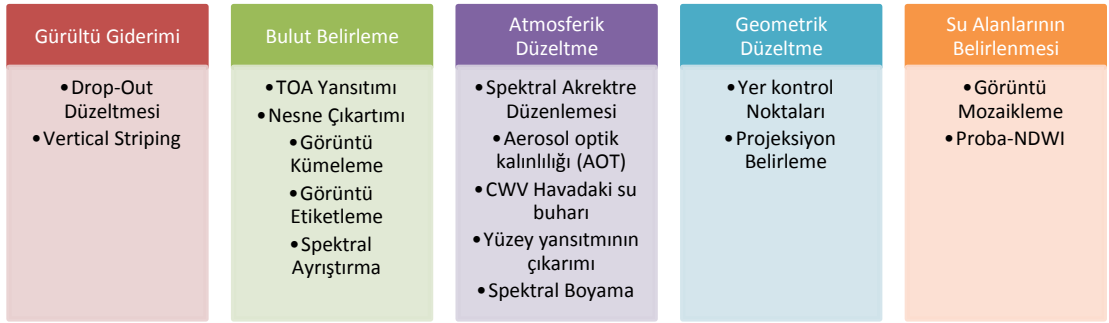 Gürültü Giderimi
•Drop-Out
Düzeltmesi
•Vertical Striping
Bulut Belirleme
•TOA Yansıtımı
•Nesne Çıkartımı
•Görüntü
Kümeleme
•Görüntü
Etiketleme
•Spektral
Ayrıştırma
Atmosferik
Düzeltme
•Spektral Akrektre
Düzenlemesi
•Aerosol optik
kalınlılığı (AOT)
•CWV Havadaki su
buharı
•Yüzey yansıtmının
çıkarımı
•Spektral Boyama
Geometrik
Düzeltme
•Yer kontrol
Noktaları
•Projeksiyon
Belirleme
Su Alanlarının
Belirlenmesi
•Görüntü
Mozaikleme
•Proba-NDWI